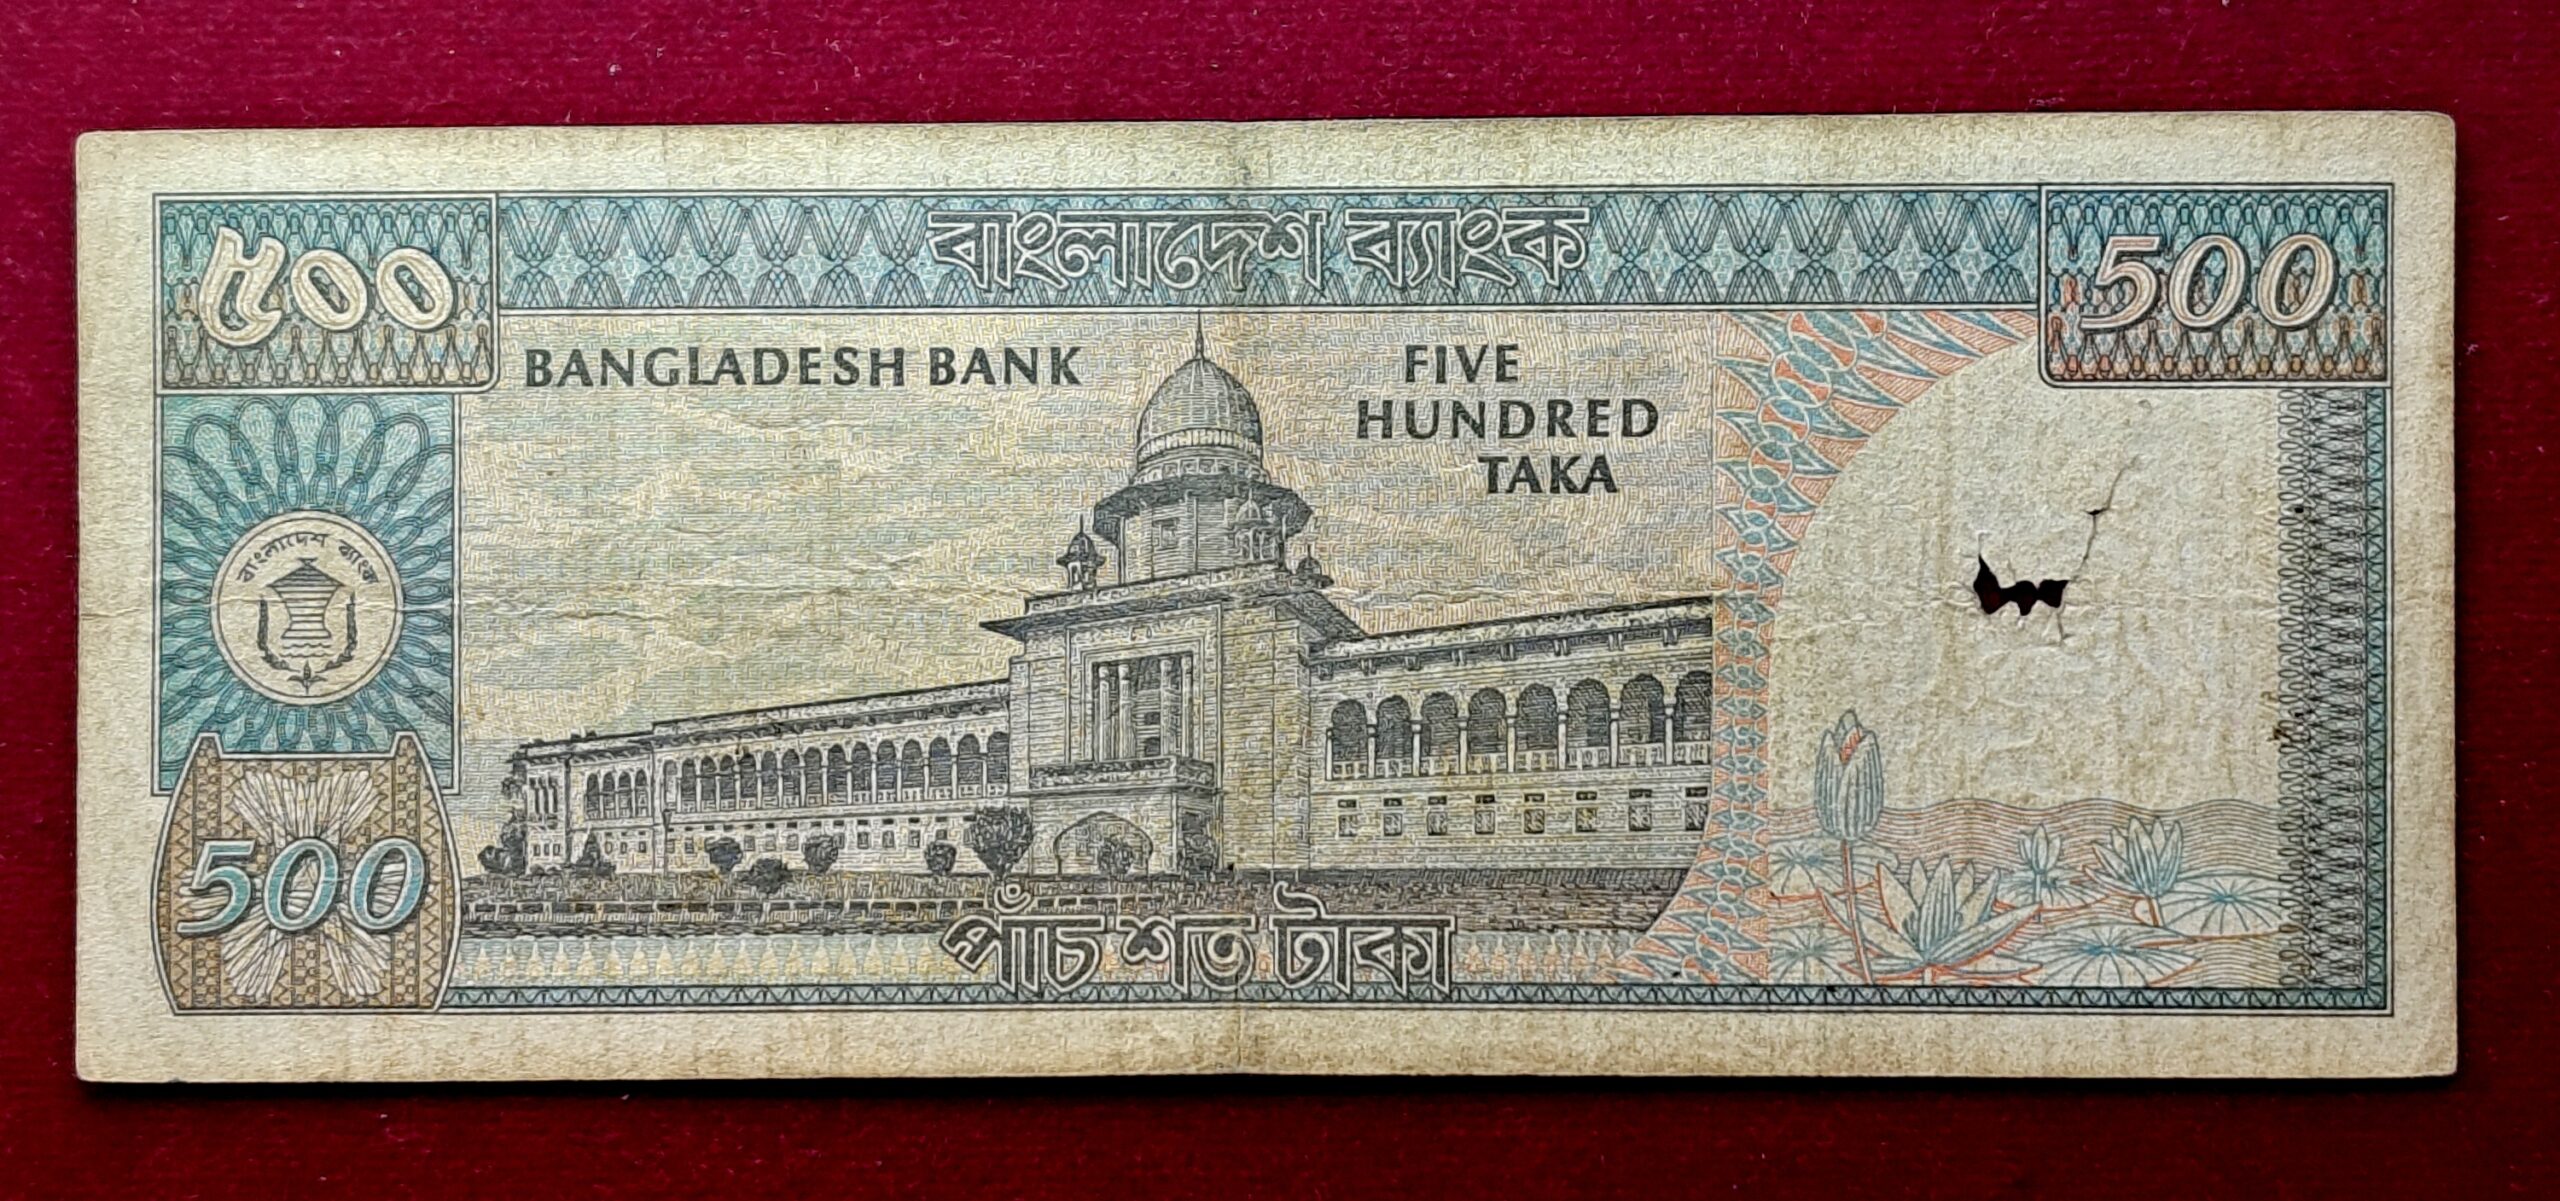 বাংলাদেশ ব্যাংক
৫০০
500
BANGLADESH BANK
FIVE
HUNDRED
TAKA
বাংলাদেশ ব্যাংক
500
পাঁচ শত টাকা